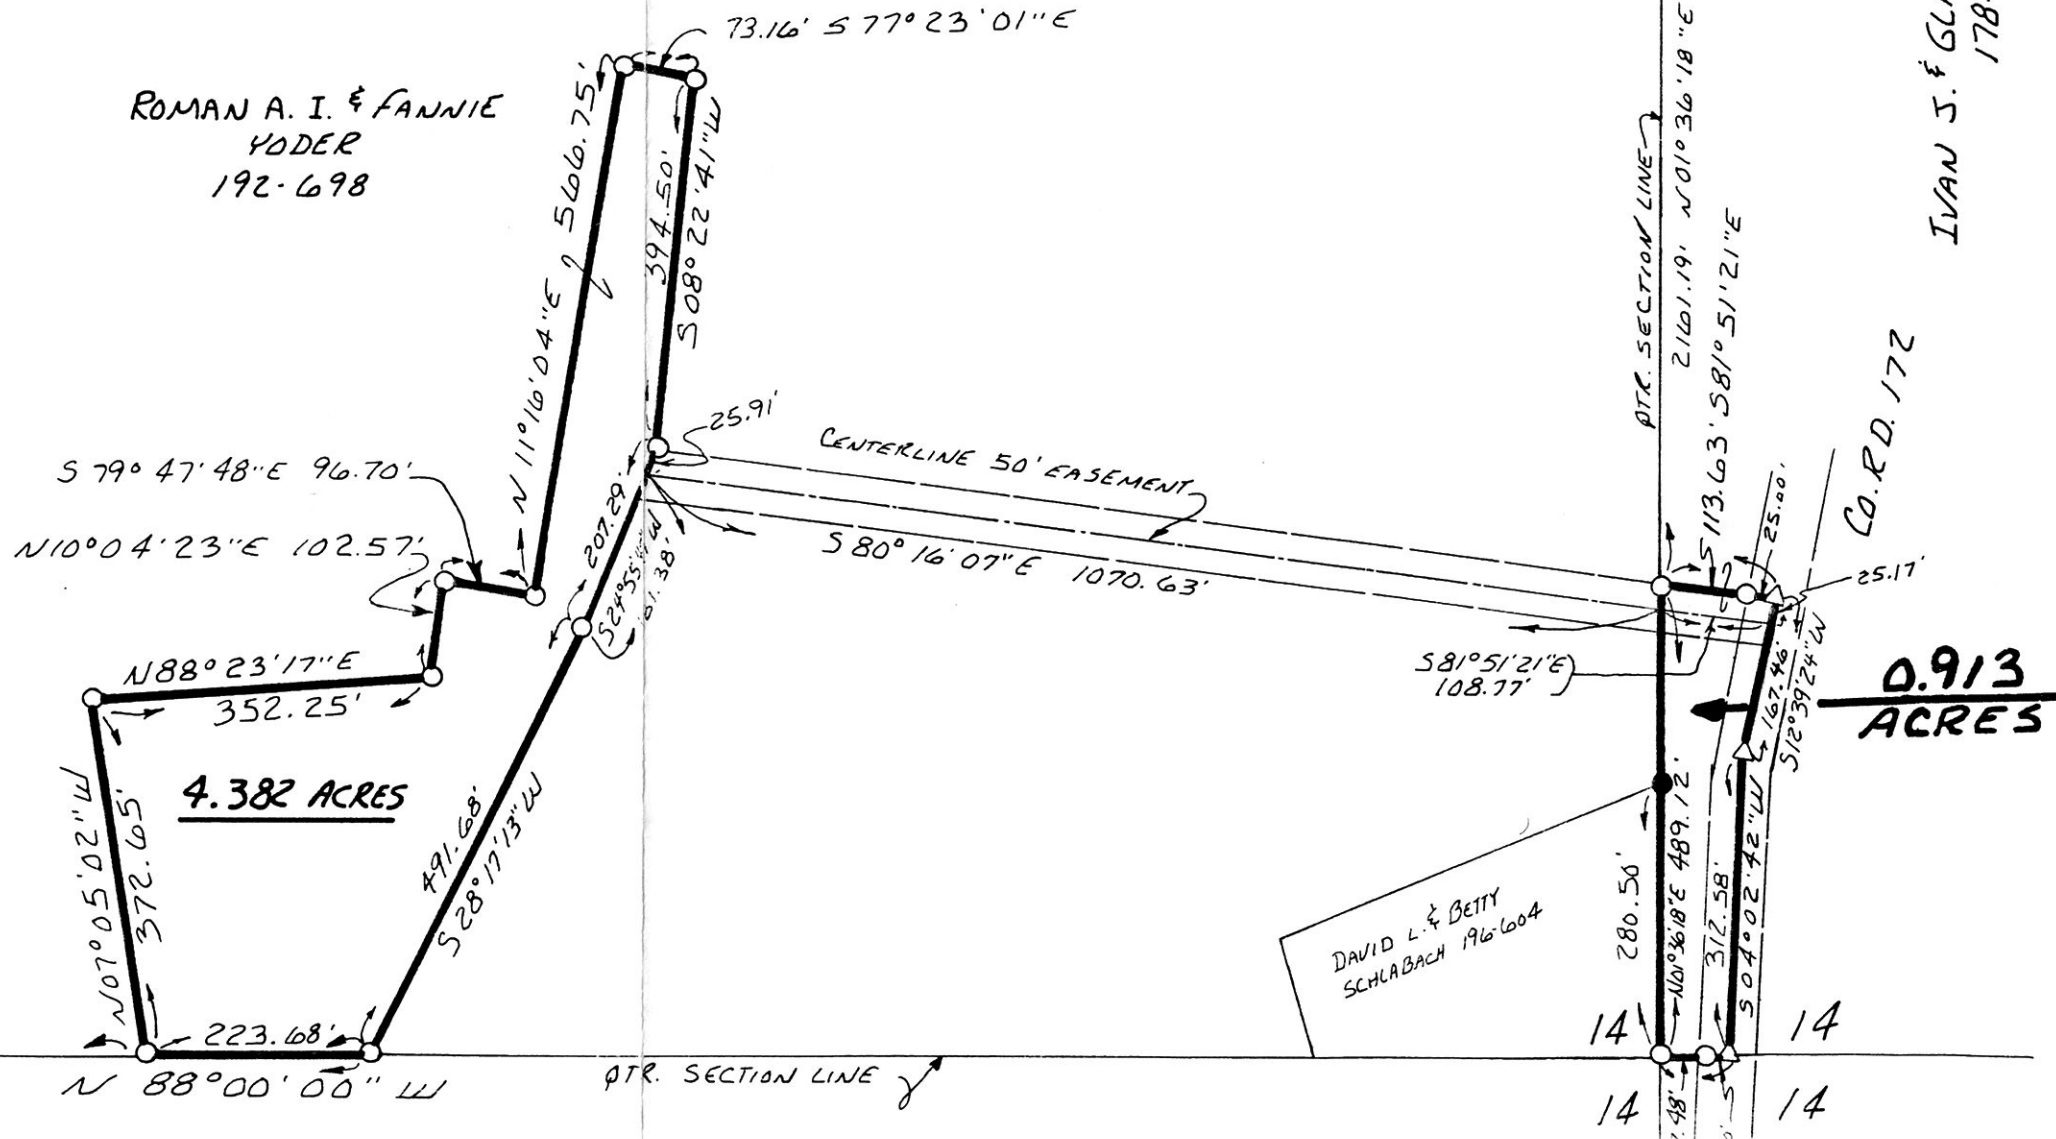 73.16' S 77° 23' 01" E
ROMAN A. I. & FANNIE
YODER
192-698
N 11° 16' 04" E 566.75'
394.50'
S 08° 22' 41" W
25.91'
S 79° 47' 48" E 96.70'
N 10° 04' 23" E 102.57'
N 88° 23' 17" E
352.25'
207.29'
S 24° 55'
181.38'
CENTERLINE 50' EASEMENT
S 80° 16' 07" E 1070.63'
4.382 ACRES
N 07° 05' 02" W
372.65'
491.68'
S 28° 17' 13" W
223.68'
N 88° 00' 00" W
QTR. SECTION LINE
QTR. SECTION LINE
2161.19' N 01° 36' 18" E
113.63' S 81° 51' 21" E
25.00'
IVAN J. &
178
CO. RD. 172
25.17'
S 81° 51' 21" E
108.77'
167.46'
S 12° 39' 24" W
0.913
ACRES
280.50'
N 01° 36' 18" E 489.12'
312.58'
S 04° 02' 42" W
DAVID L. & BETTY
SCHLABACH 196-604
14 14
14 14
.48'